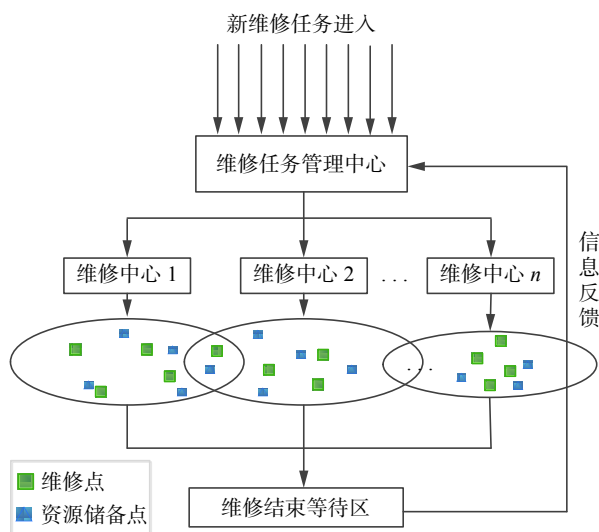 新维修任务进入
维修任务管理中心
维修中心 1
维修中心 2
. . .
维修中心 n
信息反馈
. . .
维修点
资源储备点
维修结束等待区